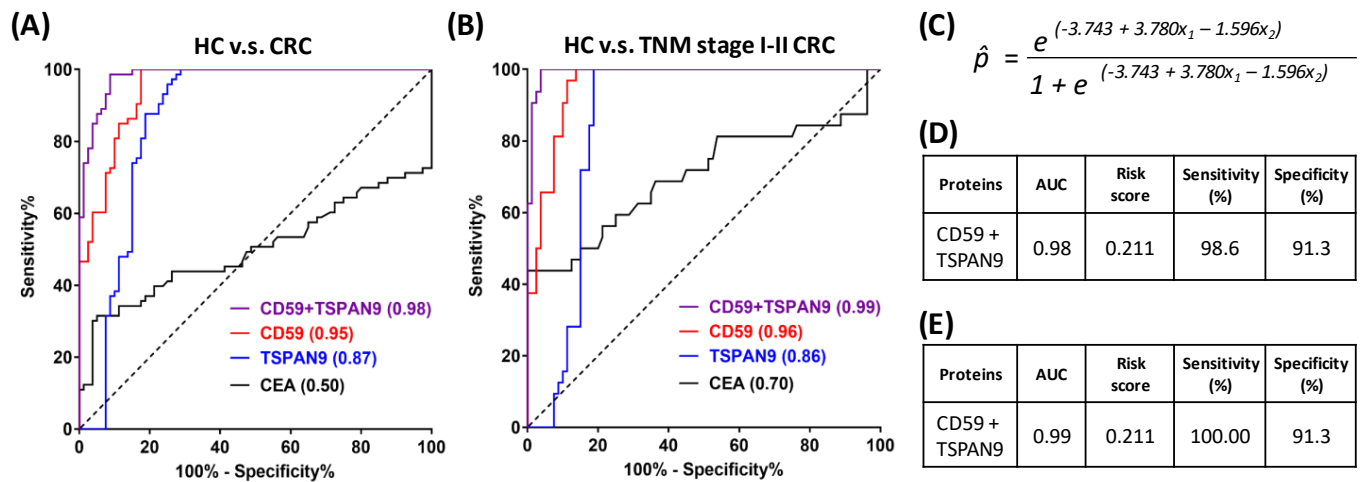 (A)
HC v.s. CRC
Sensitivity%
100
80
60
40
20
0
0
20
40
60
80
100
100% - Specificity%
CD59+TSPAN9 (0.98)
CD59 (0.95)
TSPAN9 (0.87)
CEA (0.50)
(B)
HC v.s. TNM stage I-II CRC
Sensitivity%
100
80
60
40
20
0
0
20
40
60
80
100
100% - Specificity%
CD59+TSPAN9 (0.99)
CD59 (0.96)
TSPAN9 (0.86)
CEA (0.70)
(C)
p̂ = e^(-3.743 + 3.780x₁ – 1.596x₂)
1 + e^(-3.743 + 3.780x₁ – 1.596x₂)
(D)
Proteins AUC Risk score Sensitivity (%) Specificity (%)
CD59 + TSPAN9 0.98 0.211 98.6 91.3
(E)
Proteins AUC Risk score Sensitivity (%) Specificity (%)
CD59 + TSPAN9 0.99 0.211 100.00 91.3